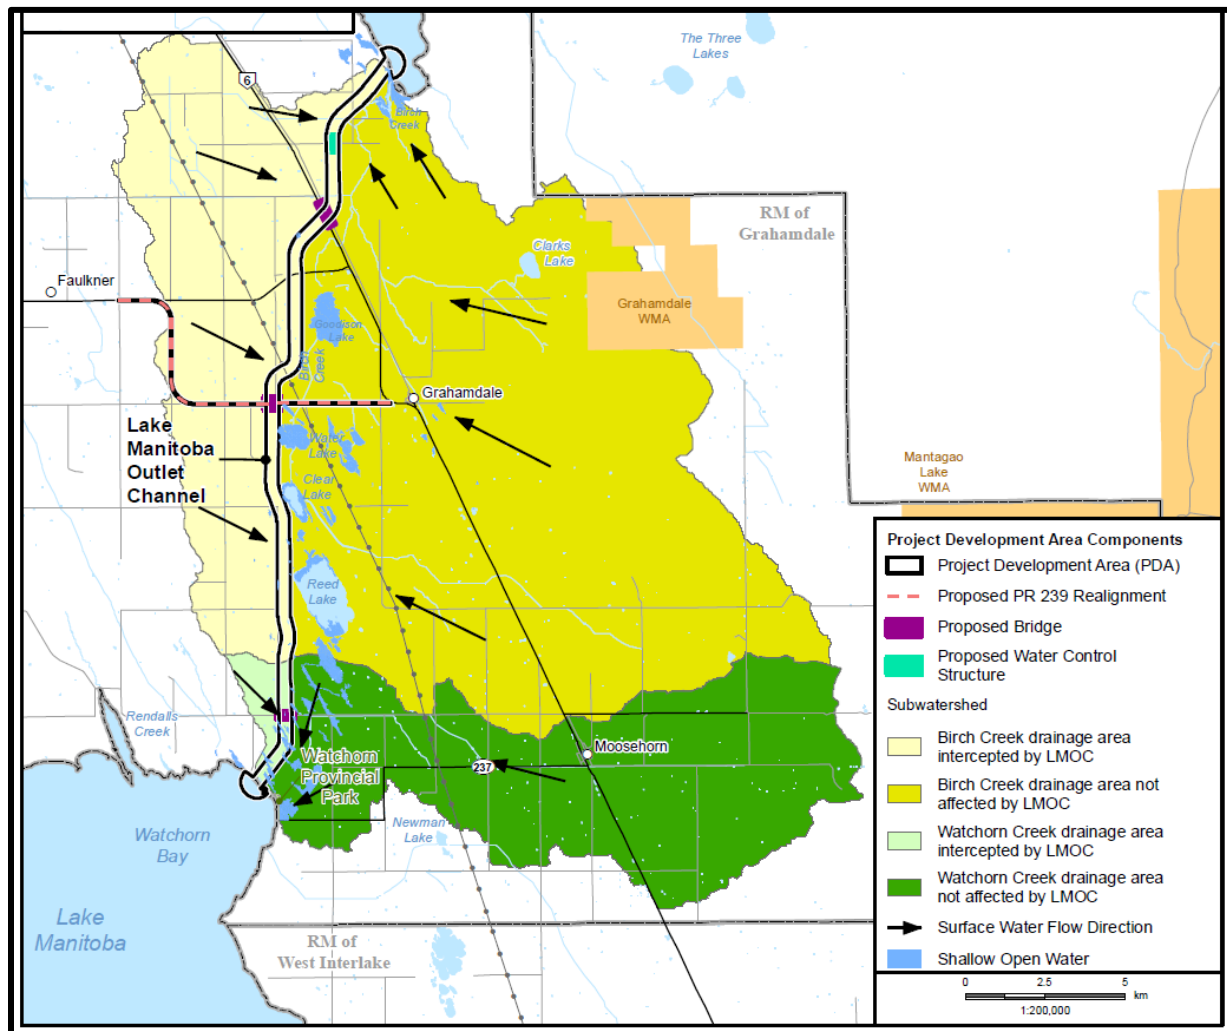 The Three
Lakes
6
Birch
Creek
RM of
Grahamdale
Clarks
Lake
Faulkner
Grahamdale
WMA
Goodison
Lake
Birch
Creek
Grahamdale
Lake
Manitoba
Outlet
Channel
Water
Lake
Clear
Lake
Mantagao
Lake
WMA
Reed
Lake
Rendalls
Creek
Moosehorn
Watchorn
Provincial
Park
237
Newman
Lake
Watchorn
Bay
Lake
Manitoba
RM of
West Interlake
Project Development Area Components
Project Development Area (PDA)
Proposed PR 239 Realignment
Proposed Bridge
Proposed Water Control
Structure
Subwatershed
Birch Creek drainage area
intercepted by LMOC
Birch Creek drainage area not
affected by LMOC
Watchorn Creek drainage area
intercepted by LMOC
Watchorn Creek drainage area
not affected by LMOC
Surface Water Flow Direction
Shallow Open Water
0 2.5 5
km
1:200,000